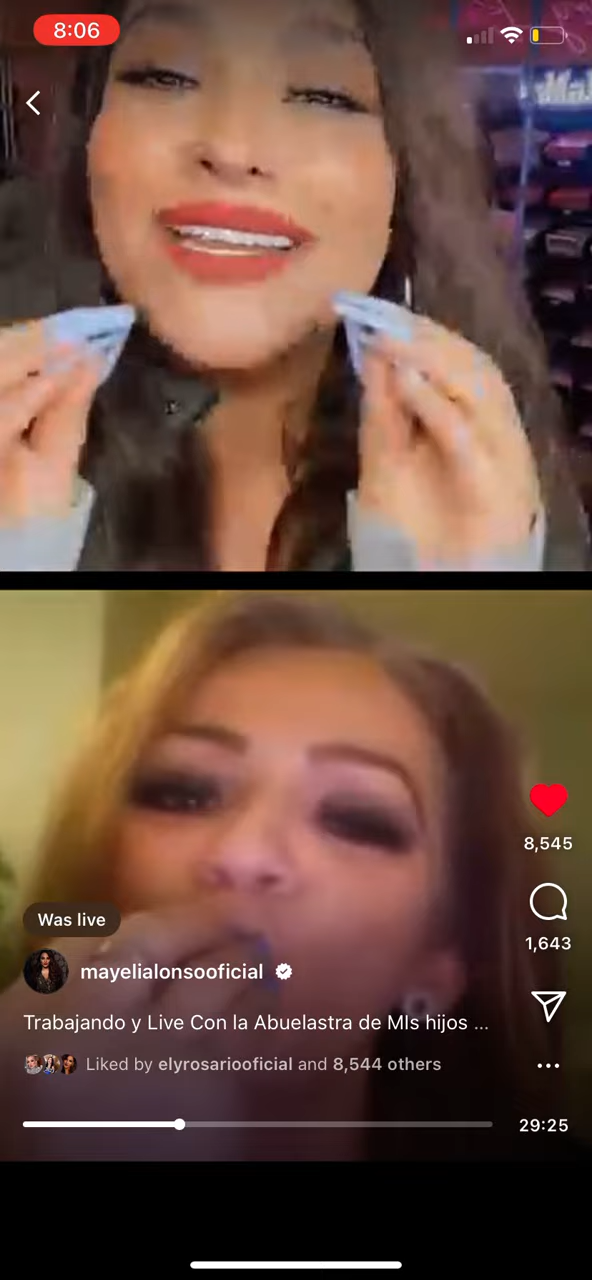 8:06
8,545
Was live
1,643
mayelialonsooficial
Trabajando y Live Con la Abuelastra de MIs hijos ...
Liked by elyrosariooficial and 8,544 others
29:25